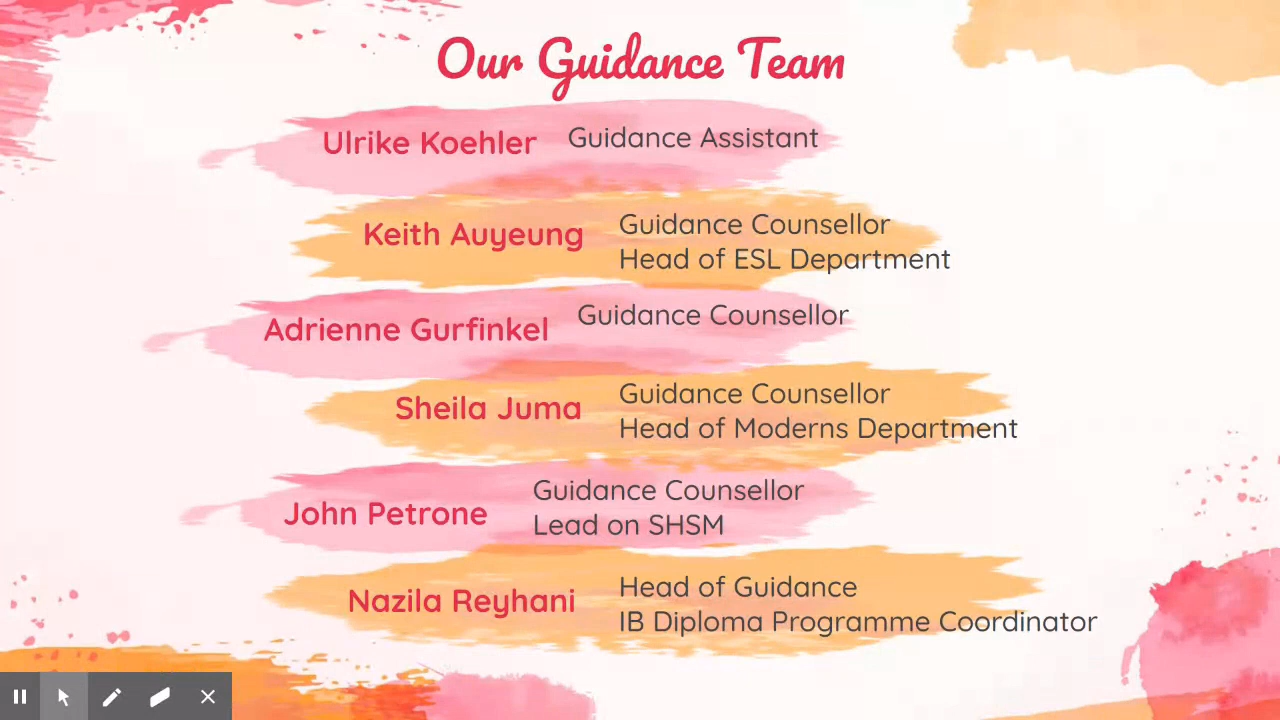 Our Guidance Team
Ulrike Koehler Guidance Assistant
Keith Auyeung Guidance Counsellor
Head of ESL Department
Adrienne Gurfinkel Guidance Counsellor
Sheila Juma Guidance Counsellor
Head of Moderns Department
John Petrone Guidance Counsellor
Lead on SHSM
Nazila Reyhani Head of Guidance
IB Diploma Programme Coordinator